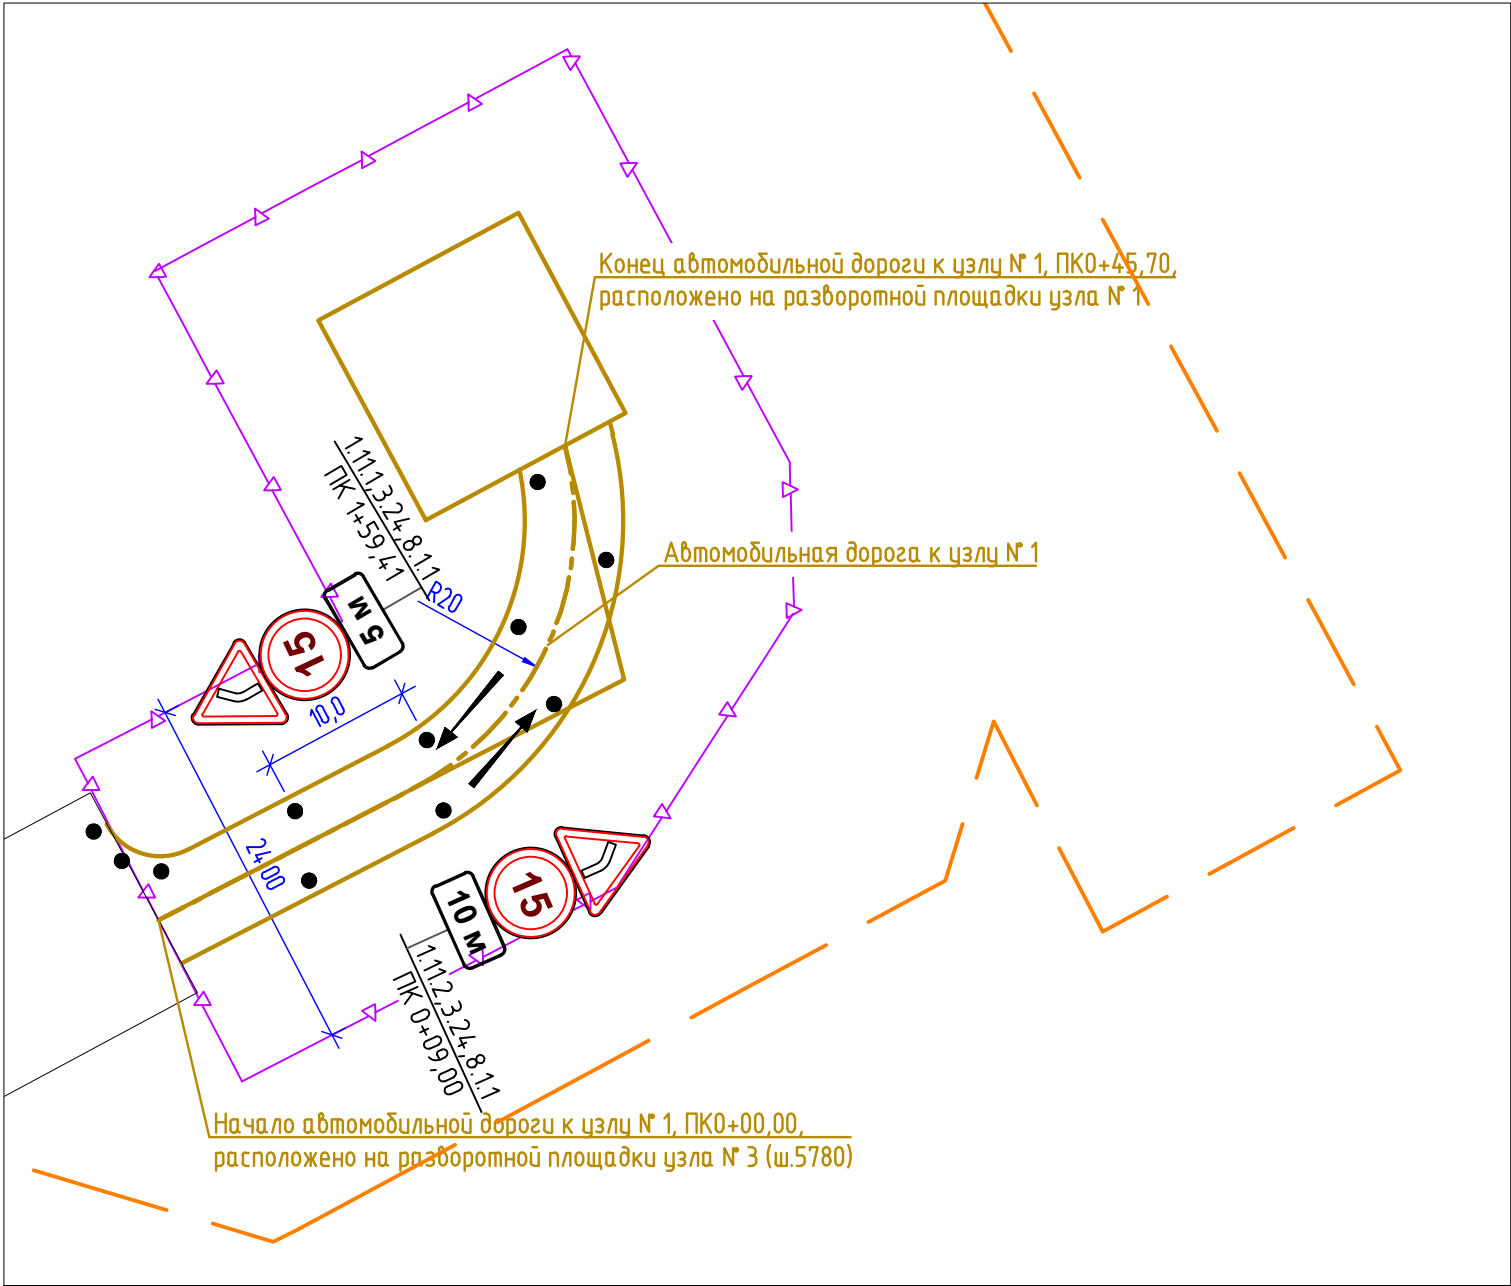 Конец автомобильной дороги к узлу № 1, ПК0+45,70,
расположено на разворотной площадки узла № 1
1.11.1,3.24,8.1.1
ПК 1+59,41
Автомобильная дорога к узлу № 1
R20
5 М
15
10,0
2400
15
10 М
1.11.2,3.24,8.1.1
ПК 0+09,00
Начало автомобильной дороги к узлу № 1, ПК0+00,00,
расположено на разворотной площадки узла № 3 (ш.5780)